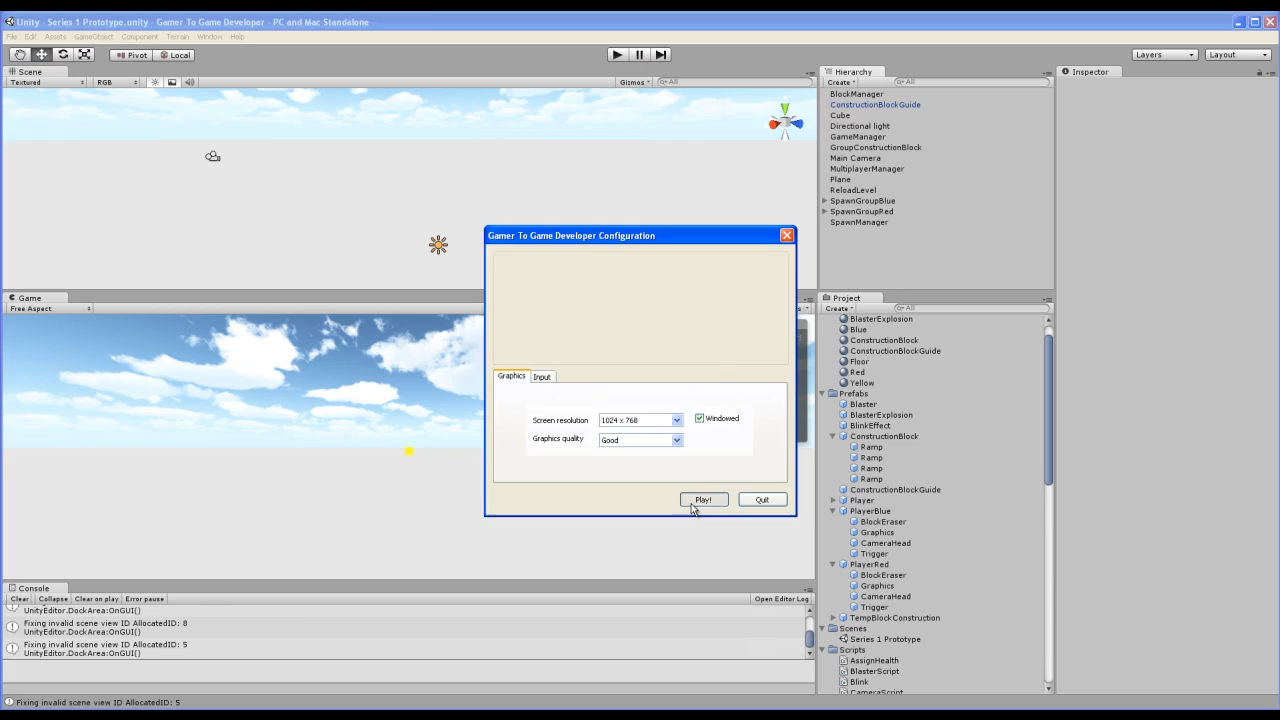 Unity - Series 1 Prototype.unity - Gamer To Game Developer - PC and Mac Standalone
File Edit Assets GameObject Component Terrain Window Help
Pivot Local Layers Layout
Scene
Textured RGB Gizmos All
Hierarchy
Create All
BlockManager
ConstructionBlockGuide
Cube
Directional light
GameManager
GroupConstructionBlock
Main Camera
MultiplayerManager
Plane
ReloadLevel
SpawnGroupBlue
SpawnGroupRed
SpawnManager
Inspector
Gamer To Game Developer Configuration
Graphics Input
Screen resolution 1024 x 768 Windowed
Graphics quality Good
Play! Quit
Game
Free Aspect
Project
Create All
BlasterExplosion
Blue
ConstructionBlock
ConstructionBlockGuide
Floor
Red
Yellow
Prefabs
Blaster
BlasterExplosion
BlinkEffect
ConstructionBlock
Ramp
Ramp
Ramp
Ramp
ConstructionBlockGuide
Player
PlayerBlue
BlockEraser
Graphics
CameraHead
Trigger
PlayerRed
BlockEraser
Graphics
CameraHead
Trigger
TempBlockConstruction
Scenes
Series 1 Prototype
Scripts
AssignHealth
BlasterScript
Blink
CameraScript
Console
Clear Collapse Clear on play Error pause Open Editor Log
UnityEditor.DockArea:OnGUI()
Fixing invalid scene view ID AllocatedID: 8
UnityEditor.DockArea:OnGUI()
Fixing invalid scene view ID AllocatedID: 5
UnityEditor.DockArea:OnGUI()
Fixing invalid scene view ID AllocatedID: 5